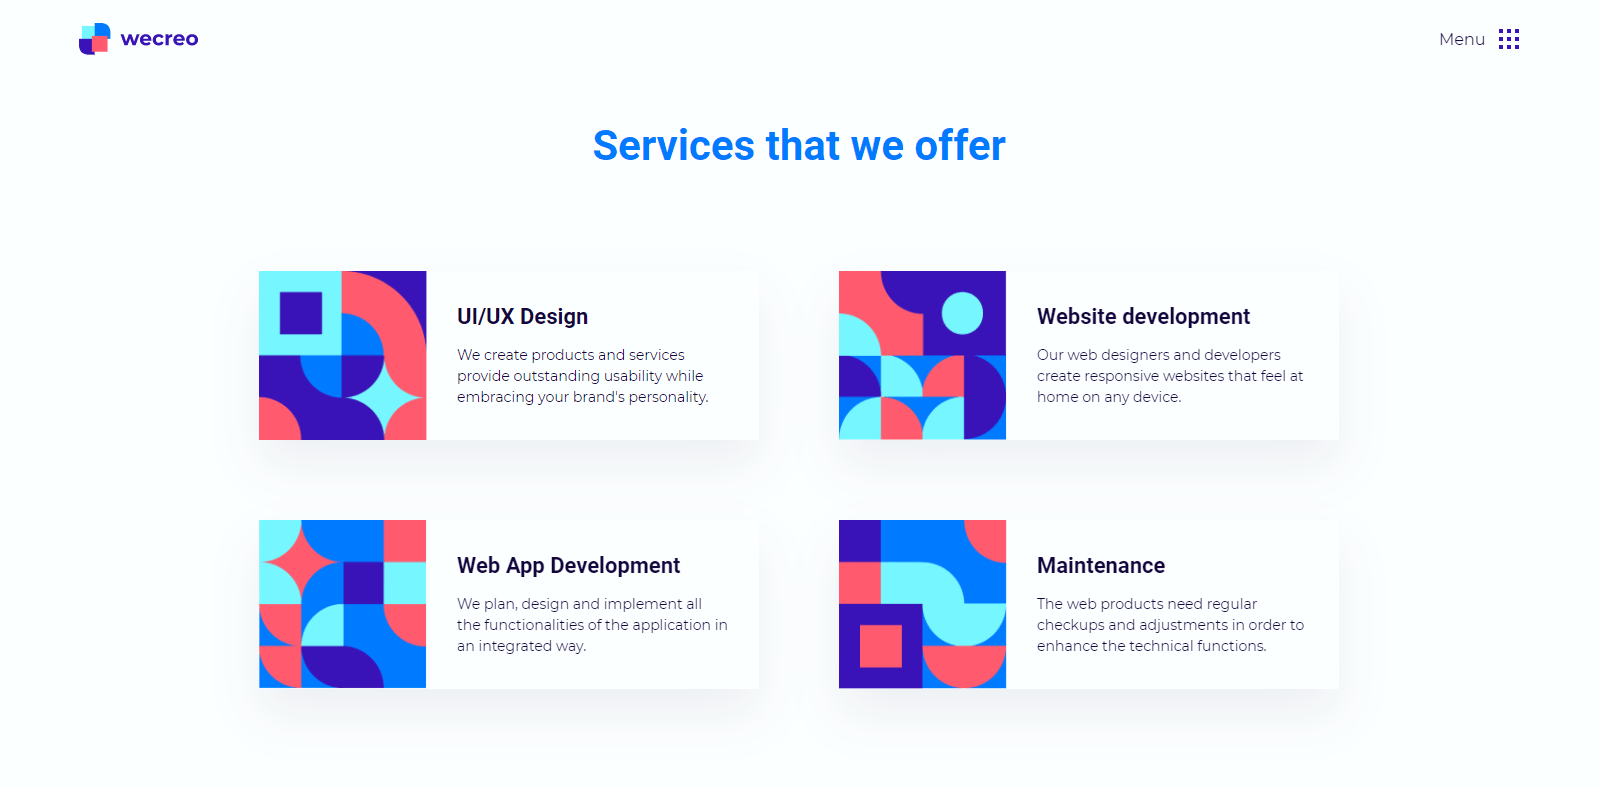 wecreo
Menu
Services that we offer
UI/UX Design
We create products and services
provide outstanding usability while
embracing your brand's personality.
Website development
Our web designers and developers
create responsive websites that feel at
home on any device.
Web App Development
We plan, design and implement all
the functionalities of the application in
an integrated way.
Maintenance
The web products need regular
checkups and adjustments in order to
enhance the technical functions.